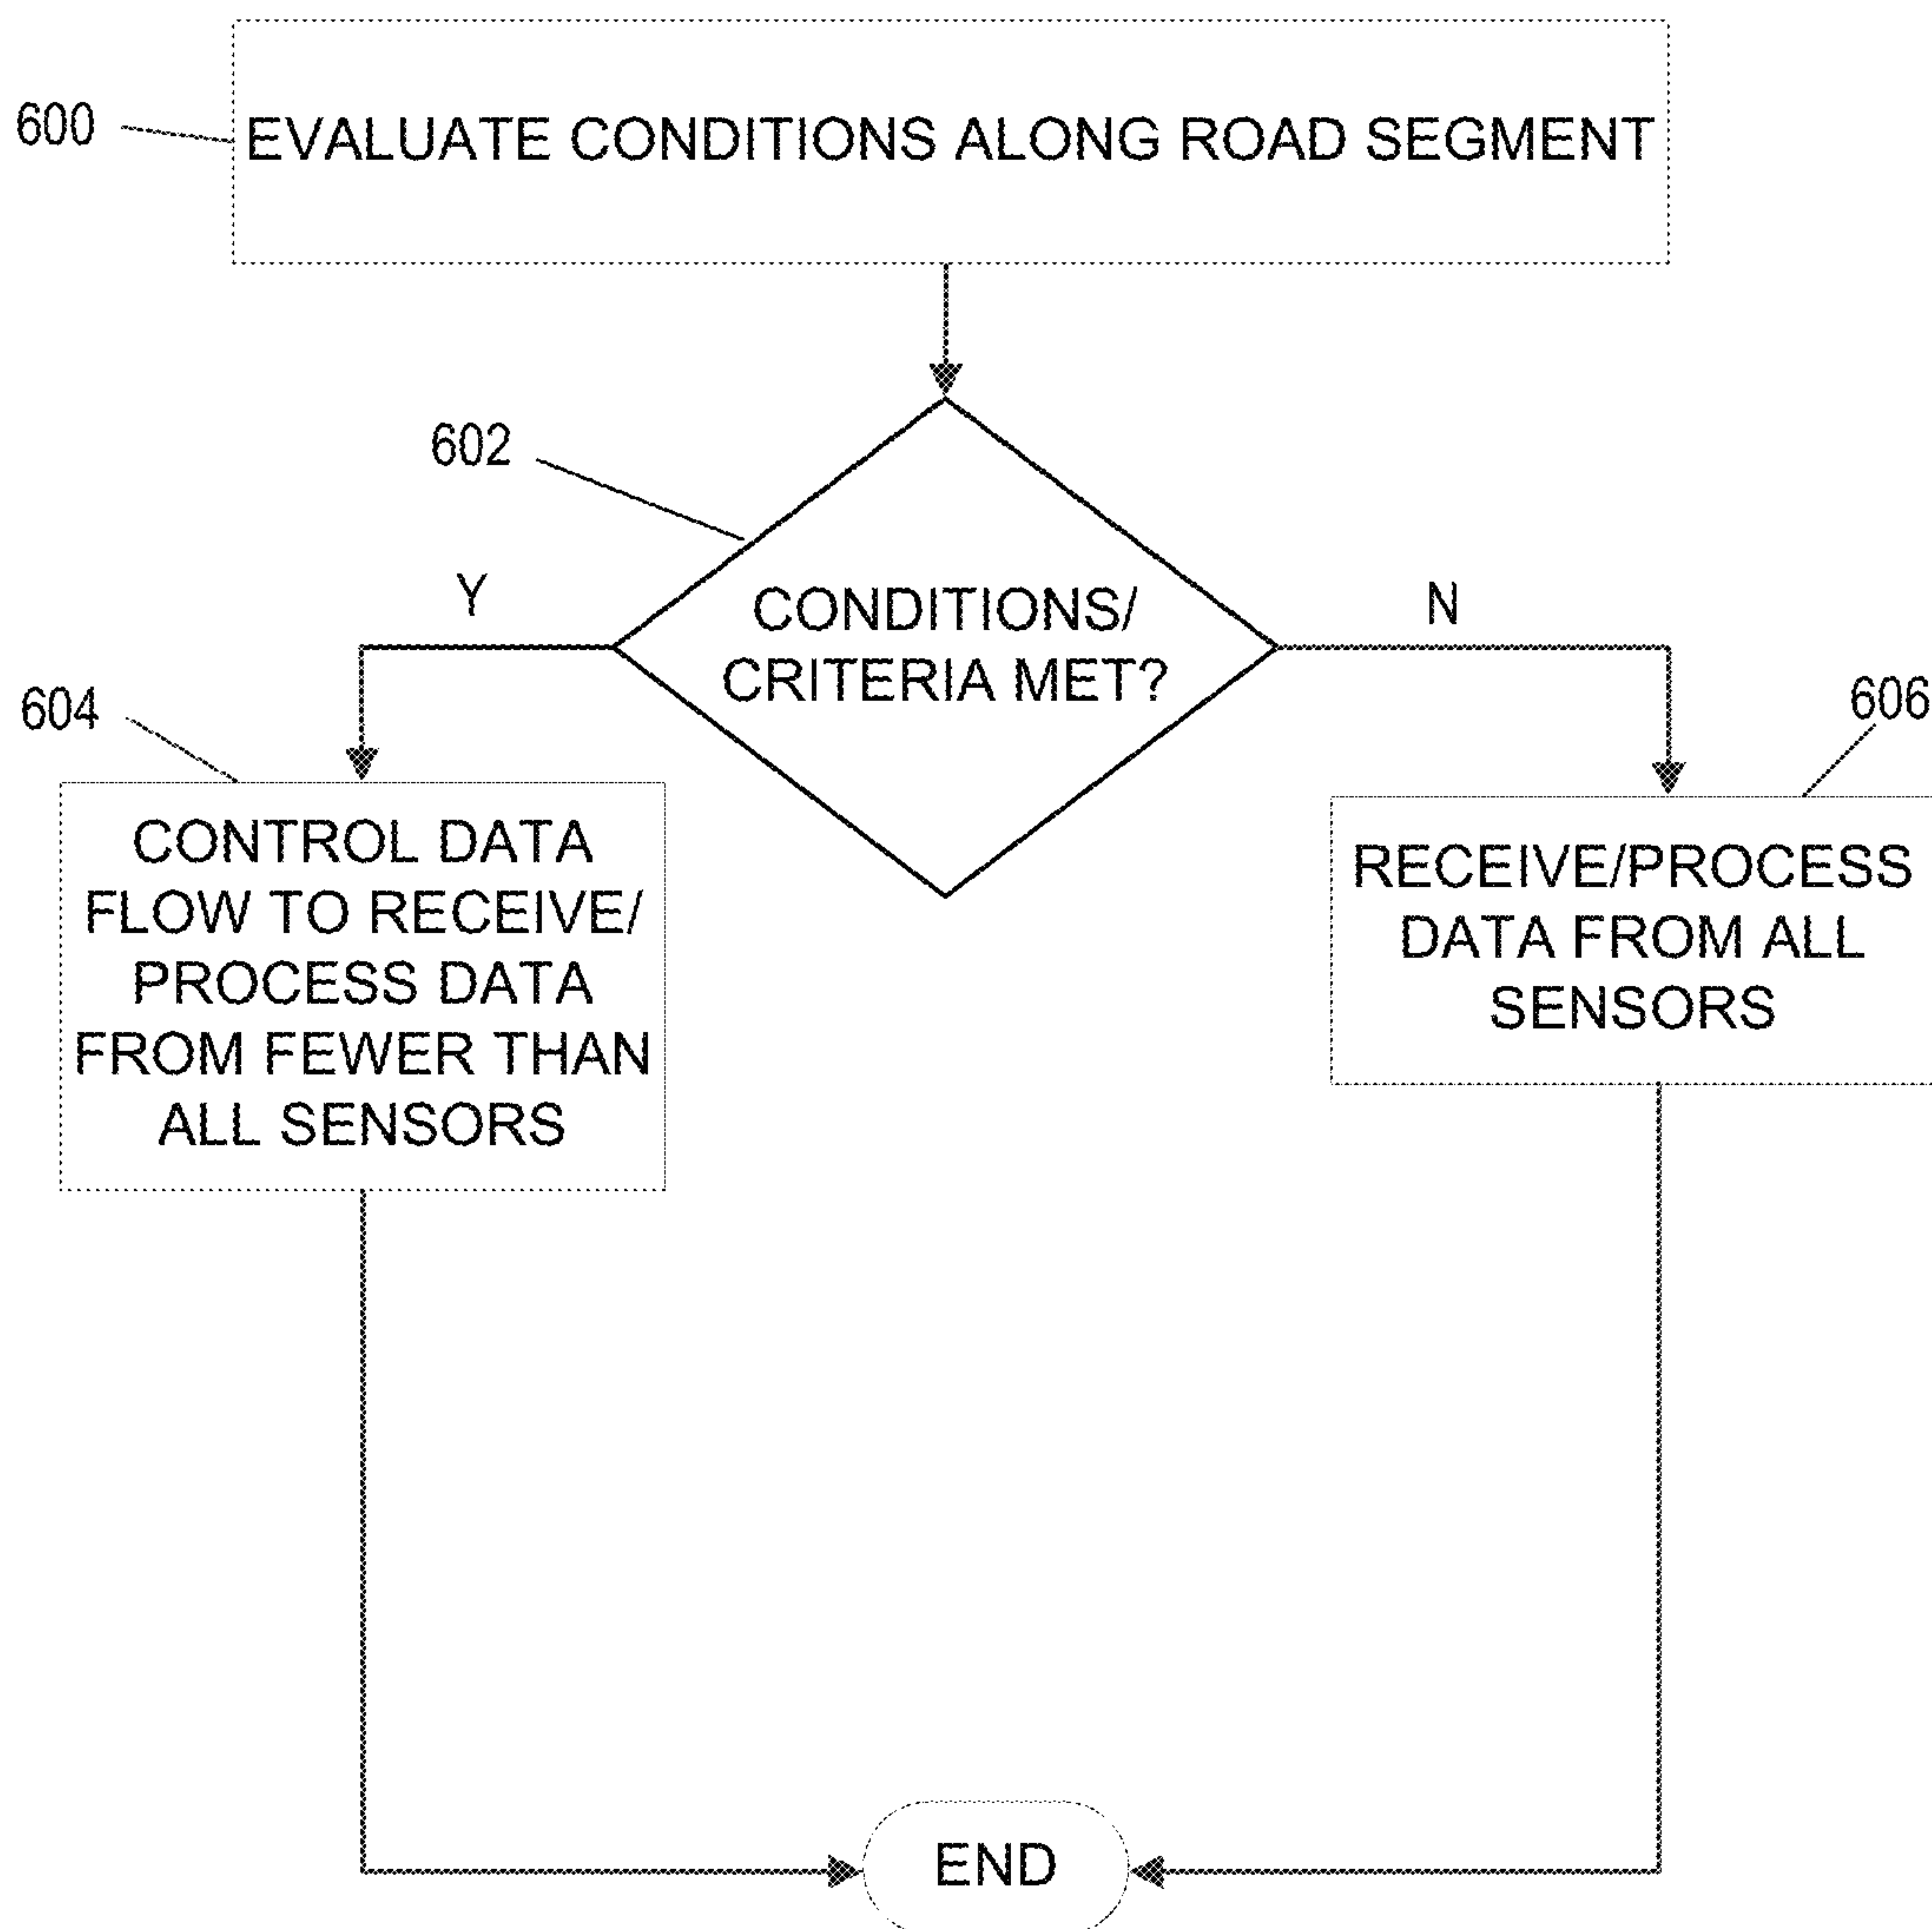 600
EVALUATE CONDITIONS ALONG ROAD SEGMENT
602
CONDITIONS/
CRITERIA MET?
Y
N
604
CONTROL DATA
FLOW TO RECEIVE/
PROCESS DATA
FROM FEWER THAN
ALL SENSORS
606
RECEIVE/PROCESS
DATA FROM ALL
SENSORS
END